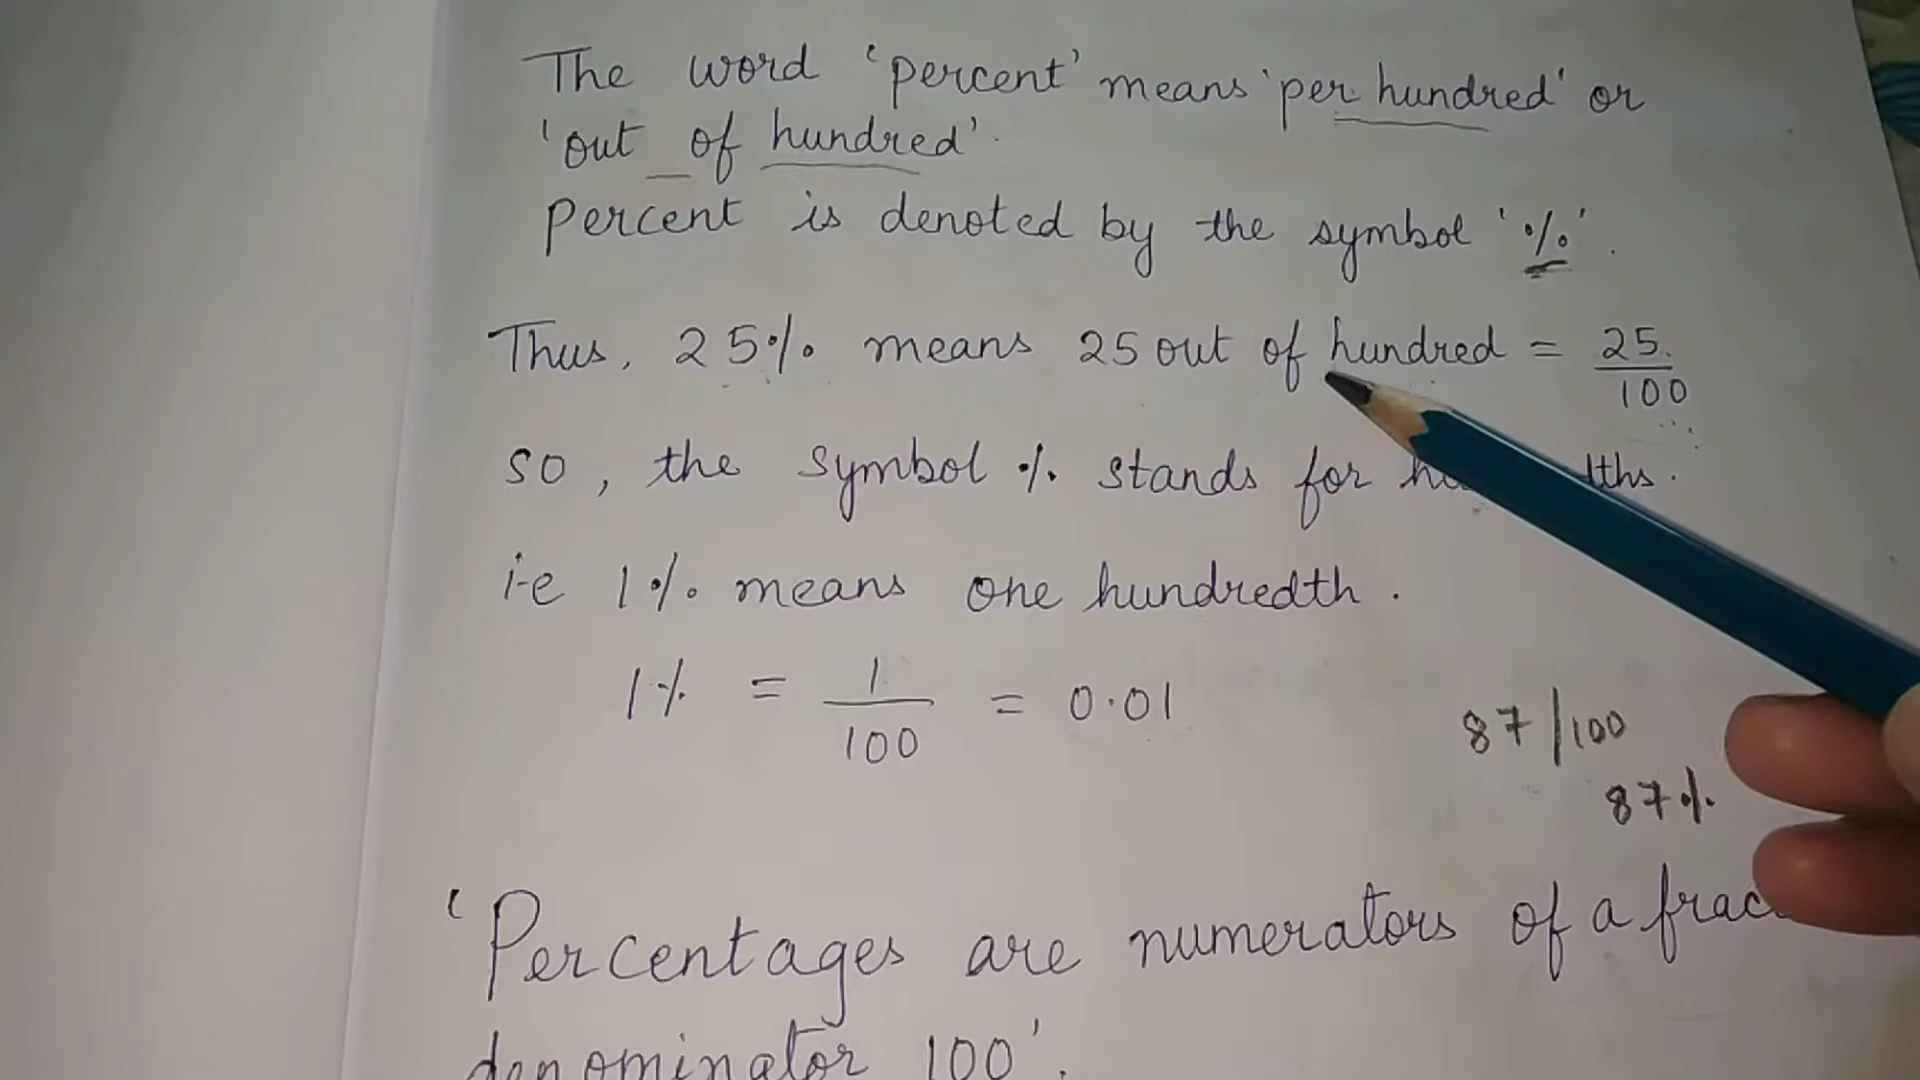 The word 'percent' means 'per hundred' or
'out of hundred'.
Percent is denoted by the symbol '%'.
Thus, 25% means 25 out of hundred = 25/100
so, the symbol % stands for
i-e 1% means one hundredth.
1% = 1/100 = 0.01
87/100
87%
'Percentages are numerators of a
denominator 100'.